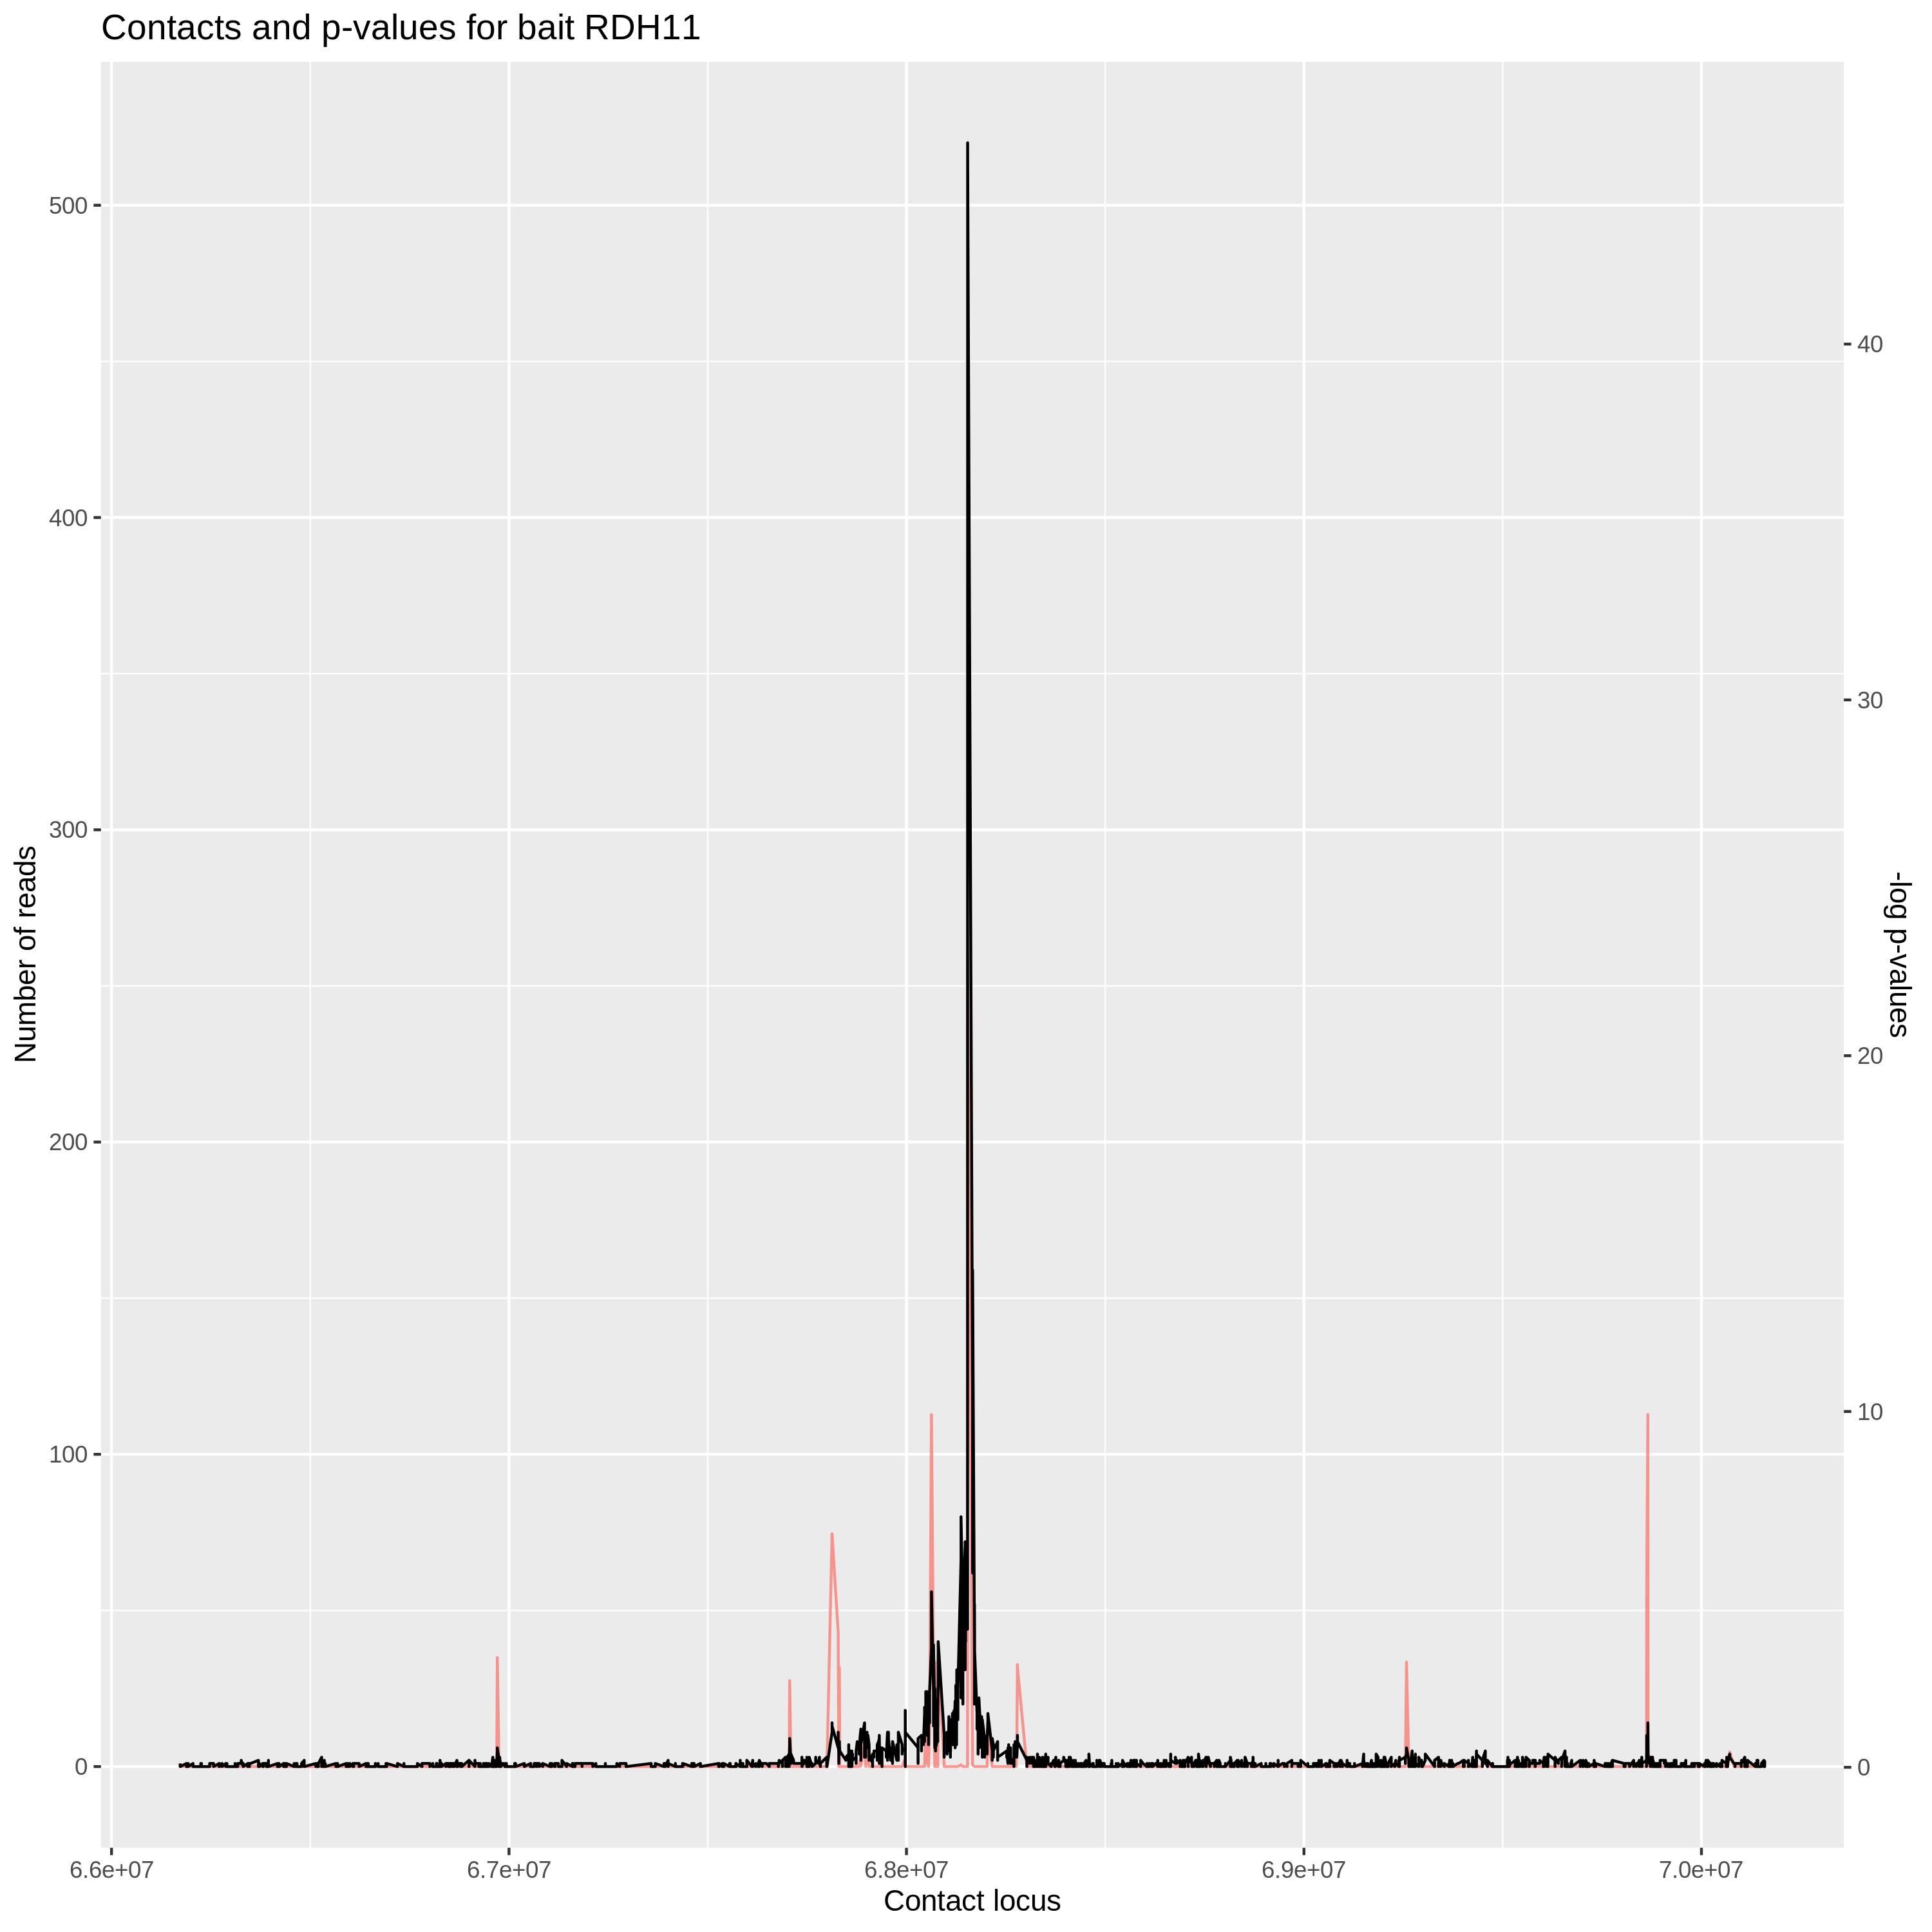 Contacts and p-values for bait RDH11
Number of reads
500
400
300
200
100
0
40
30
20
10
0
-log p-values
6.6e+07
6.7e+07
6.8e+07
6.9e+07
7.0e+07
Contact locus